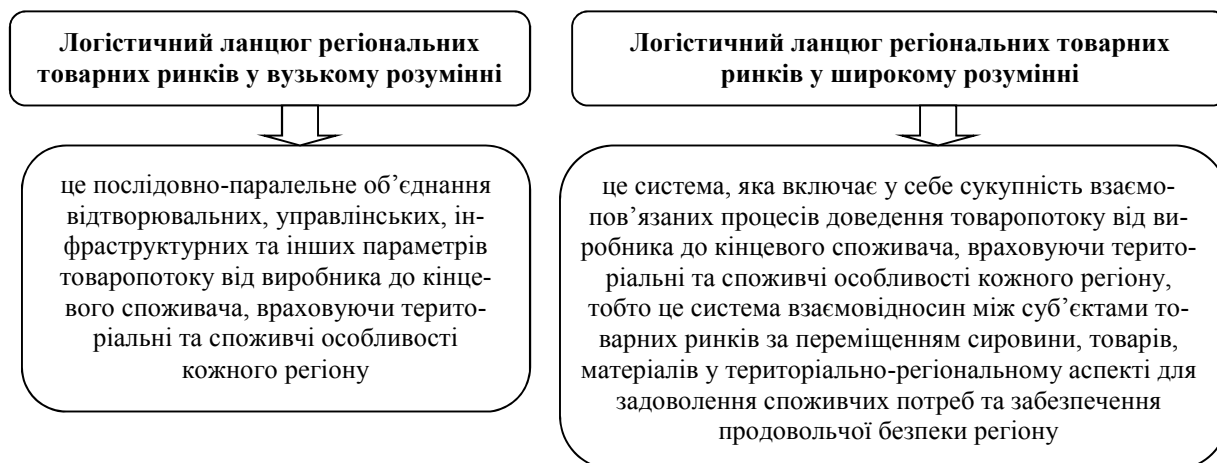 Логістичний ланцюг регіональних
товарних ринків у вузькому розумінні
це послідовно-паралельне об’єднання
відтворювальних, управлінських, ін-
фраструктурних та інших параметрів
товаропотоку від виробника до кінце-
вого споживача, враховуючи терито-
ріальні та споживчі особливості
кожного регіону
Логістичний ланцюг регіональних товарних
ринків у широкому розумінні
це система, яка включає у себе сукупність взаємо-
пов’язаних процесів доведення товаропотоку від ви-
робника до кінцевого споживача, враховуючи терито-
ріальні та споживчі особливості кожного регіону,
тобто це система взаємовідносин між суб’єктами то-
варних ринків за переміщенням сировини, товарів,
матеріалів у територіально-регіональному аспекті для
задоволення споживчих потреб та забезпечення
продовольчої безпеки регіону